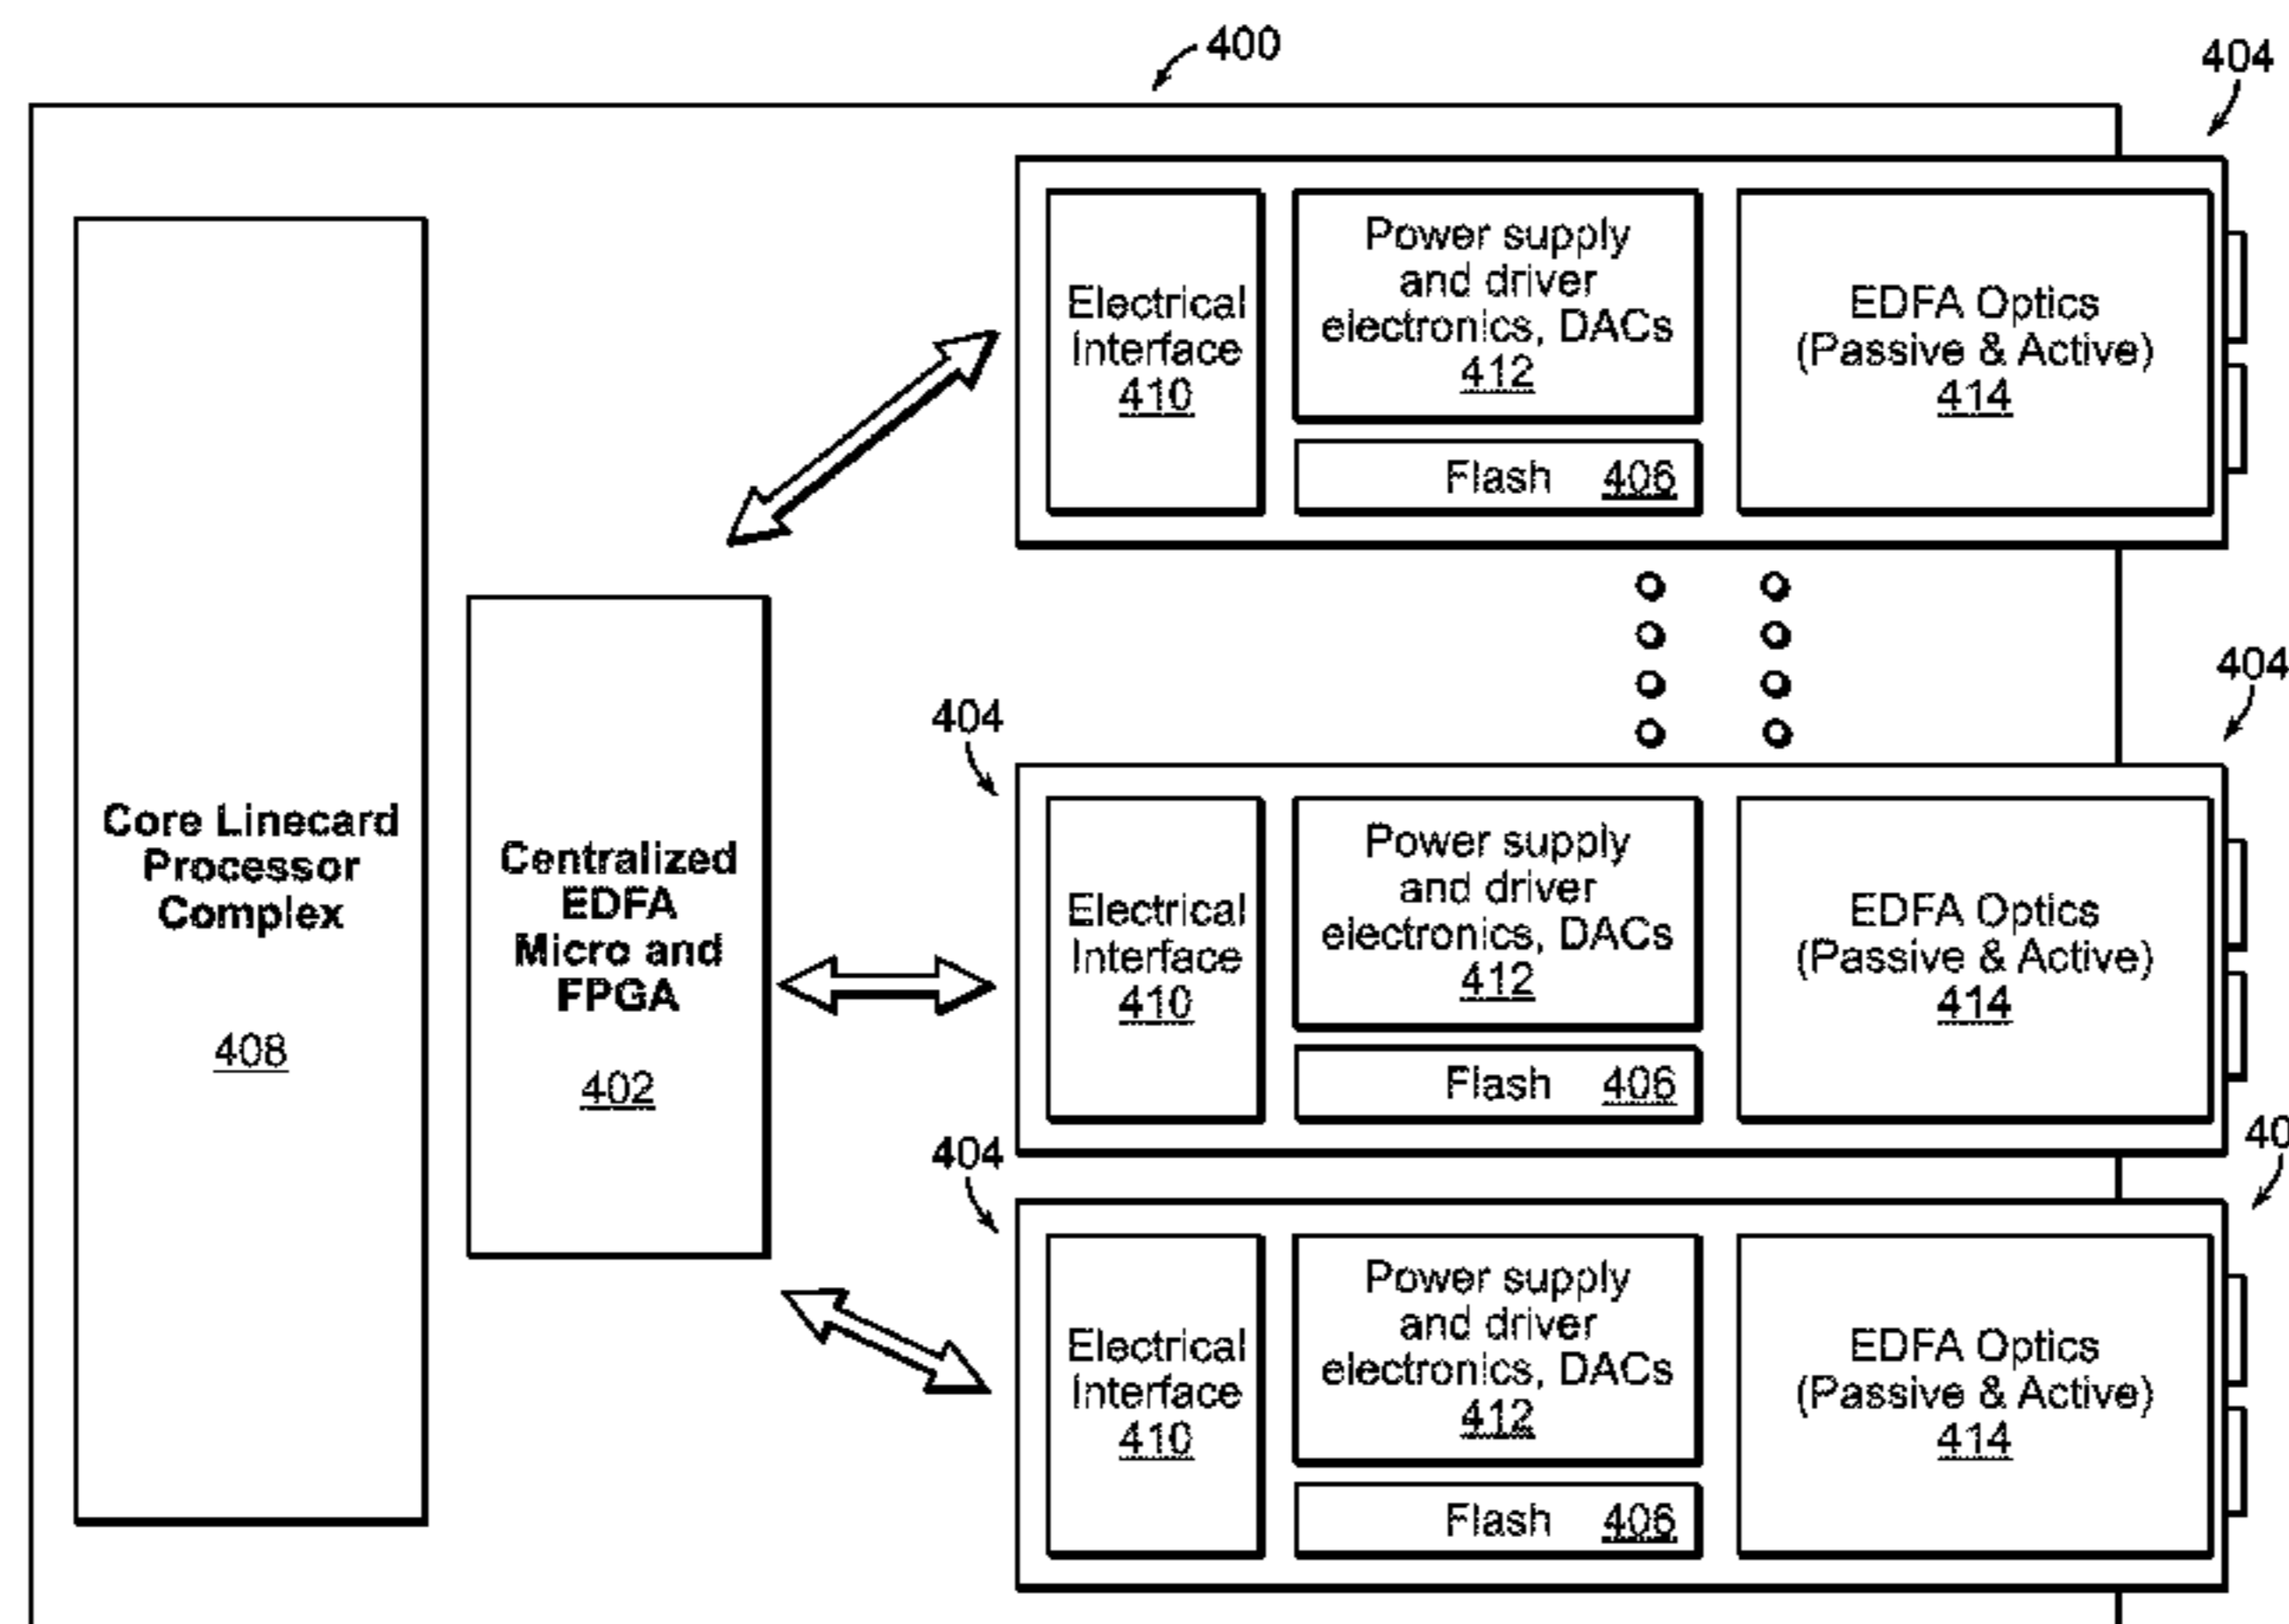 400
404
Electrical
Interface
410
Power supply
and driver
electronics, DACs
412
Flash 406
EDFA Optics
(Passive & Active)
414
Core Linecard
Processor
Complex
408
Centralized
EDFA
Micro and
FPGA
402
404
404
Electrical
Interface
410
Power supply
and driver
electronics, DACs
412
Flash 406
EDFA Optics
(Passive & Active)
414
404
40
Electrical
Interface
410
Power supply
and driver
electronics, DACs
412
Flash 406
EDFA Optics
(Passive & Active)
414